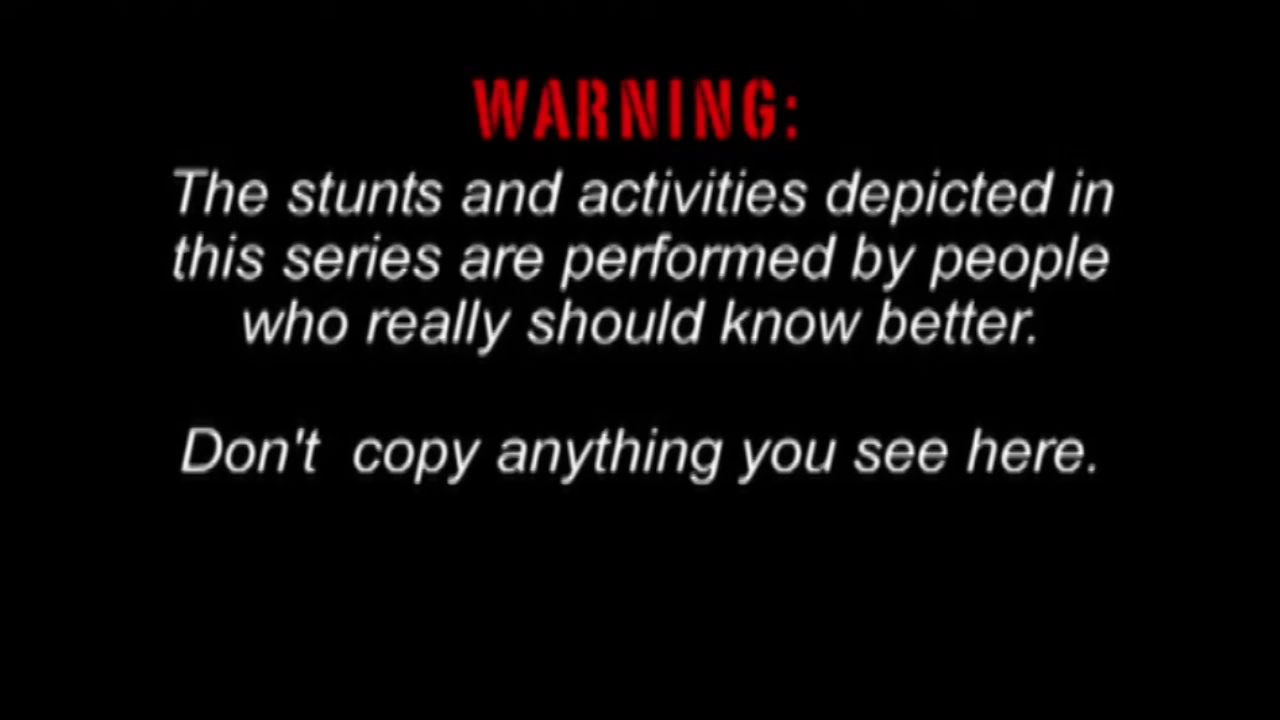 WARNING:
The stunts and activities depicted in
this series are performed by people
who really should know better.
Don't  copy anything you see here.